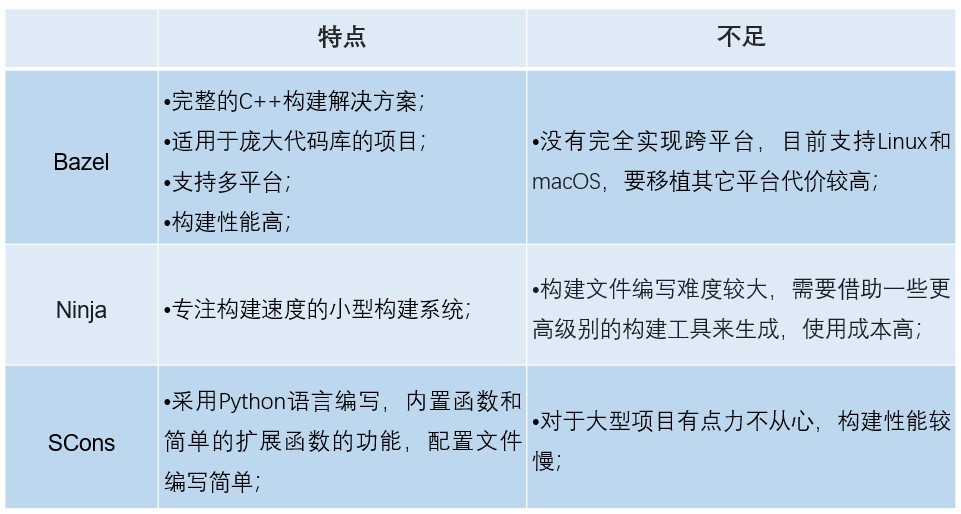 特点
不足
Bazel
•完整的C++构建解决方案；
•适用于庞大代码库的项目；
•支持多平台；
•构建性能高；
•没有完全实现跨平台，目前支持Linux和
macOS，要移植其它平台代价较高；
Ninja
•专注构建速度的小型构建系统；
•构建文件编写难度较大，需要借助一些更
高级别的构建工具来生成，使用成本高；
SCons
•采用Python语言编写，内置函数和
简单的扩展函数的功能，配置文件
编写简单；
•对于大型项目有点力不从心，构建性能较
慢；